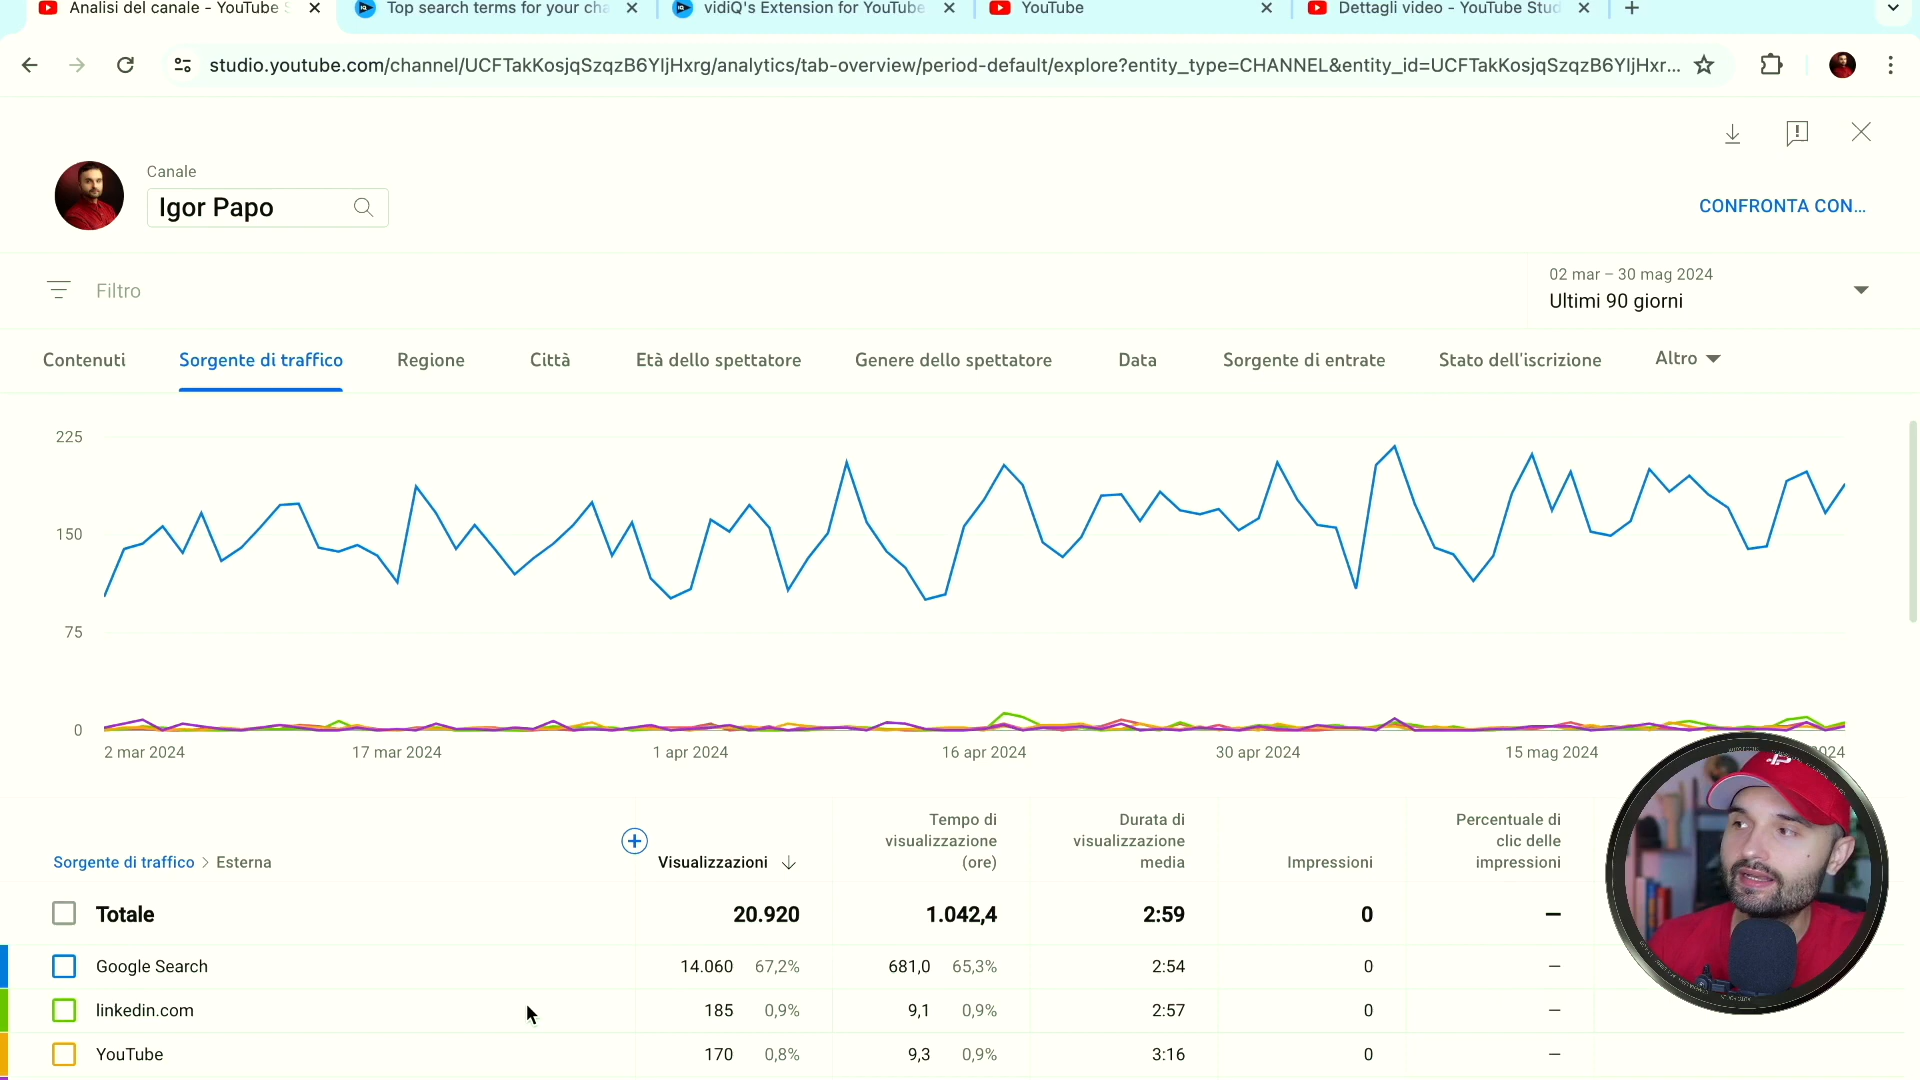 Analisi del canale - YouTube S
Top search terms for your cha
vidiQ's Extension for YouTube
YouTube
Dettagli video - YouTube Stud
studio.youtube.com/channel/UCFTakKosjqSzqzB6YljHxrg/analytics/tab-overview/period-default/explore?entity_type=CHANNEL&entity_id=UCFTakKosjqSzqzB6YljHxr...
Canale
Igor Papo
CONFRONTA CON...
Filtro
02 mar – 30 mag 2024
Ultimi 90 giorni
Contenuti
Sorgente di traffico
Regione
Città
Età dello spettatore
Genere dello spettatore
Data
Sorgente di entrate
Stato dell'iscrizione
Altro
225
150
75
0
2 mar 2024
17 mar 2024
1 apr 2024
16 apr 2024
30 apr 2024
15 mag 2024
2024
Sorgente di traffico > Esterna
Visualizzazioni
Tempo di
visualizzazione
(ore)
Durata di
visualizzazione
media
Impressioni
Percentuale di
clic delle
impressioni
Totale 20.920 1.042,4 2:59 0 —
Google Search 14.060 67,2% 681,0 65,3% 2:54 0 —
linkedin.com 185 0,9% 9,1 0,9% 2:57 0 —
YouTube 170 0,8% 9,3 0,9% 3:16 0 —